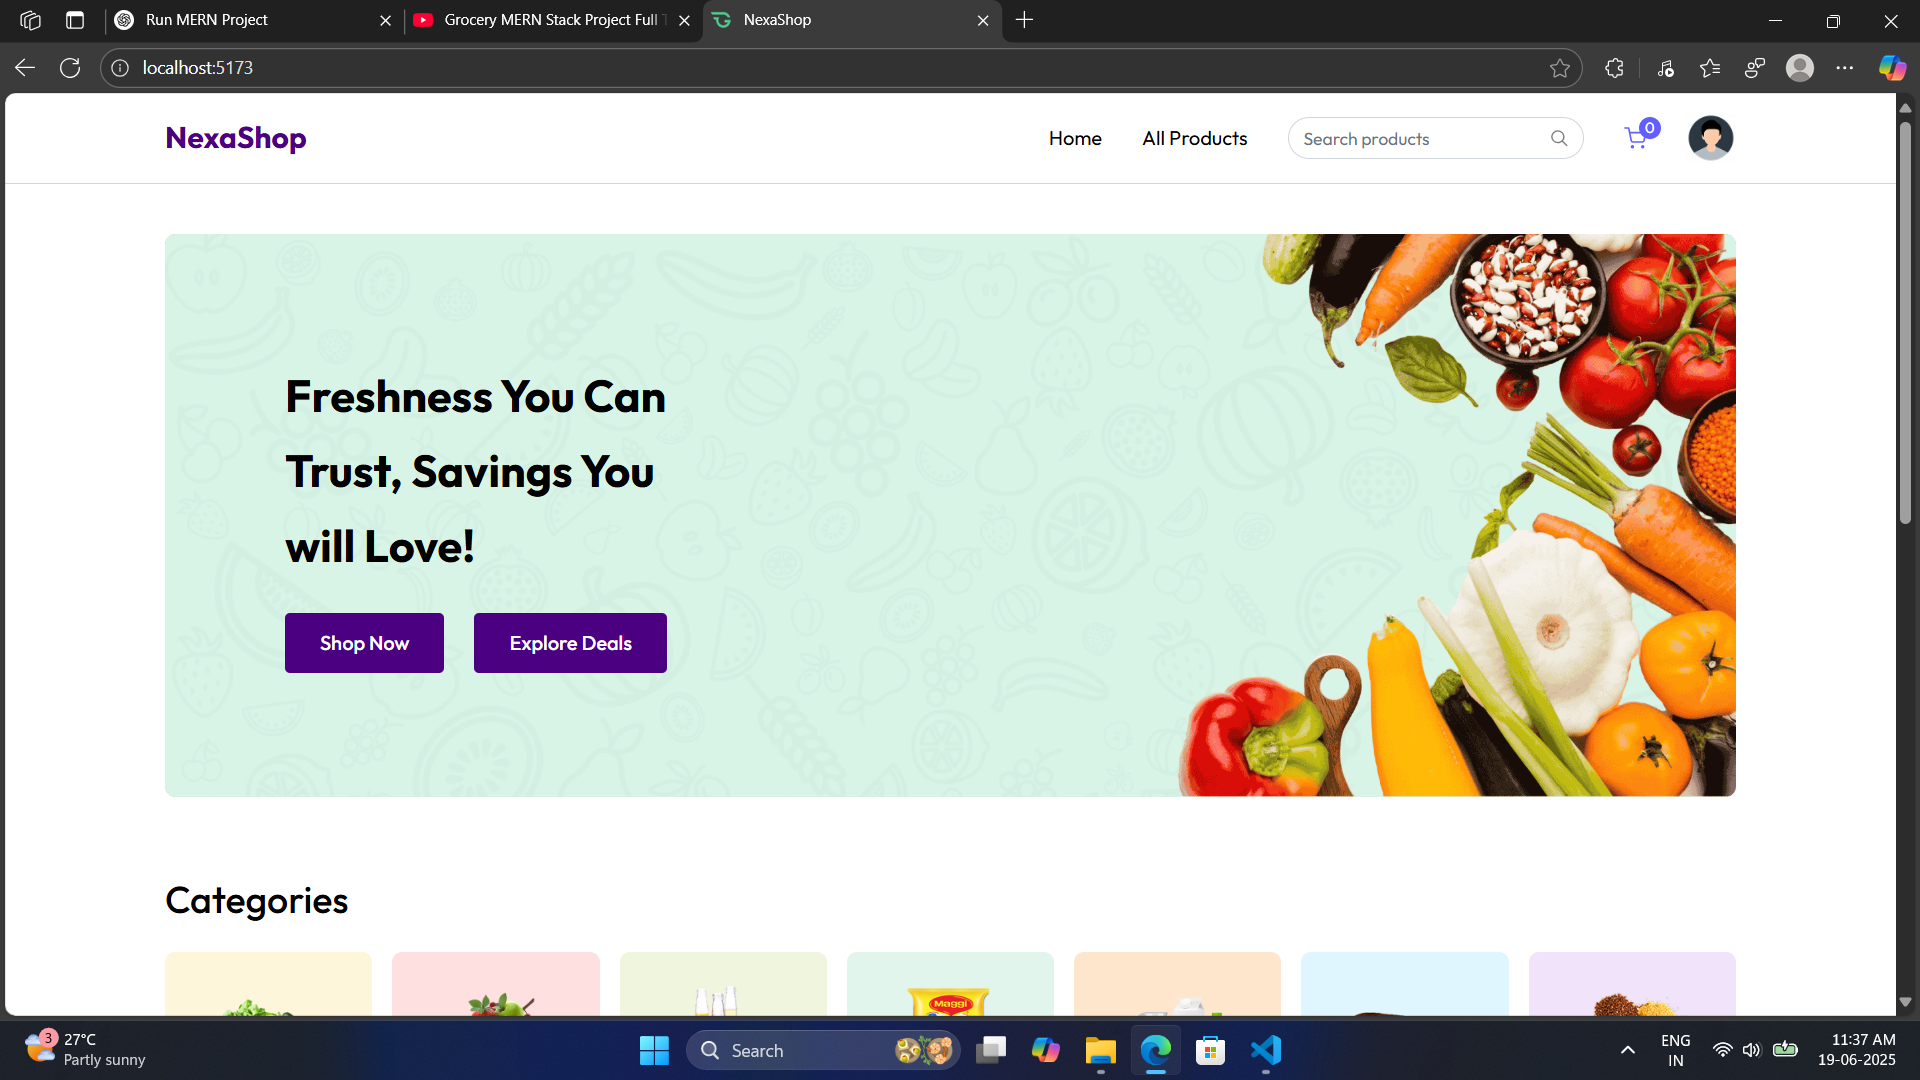 Run MERN Project
Grocery MERN Stack Project Full T
NexaShop
localhost:5173
NexaShop
Home
All Products
Search products
0
Freshness You Can
Trust, Savings You
will Love!
Shop Now
Explore Deals
Categories
Maggi
3
27°C
Partly sunny
Search
ENG
IN
11:37 AM
19-06-2025